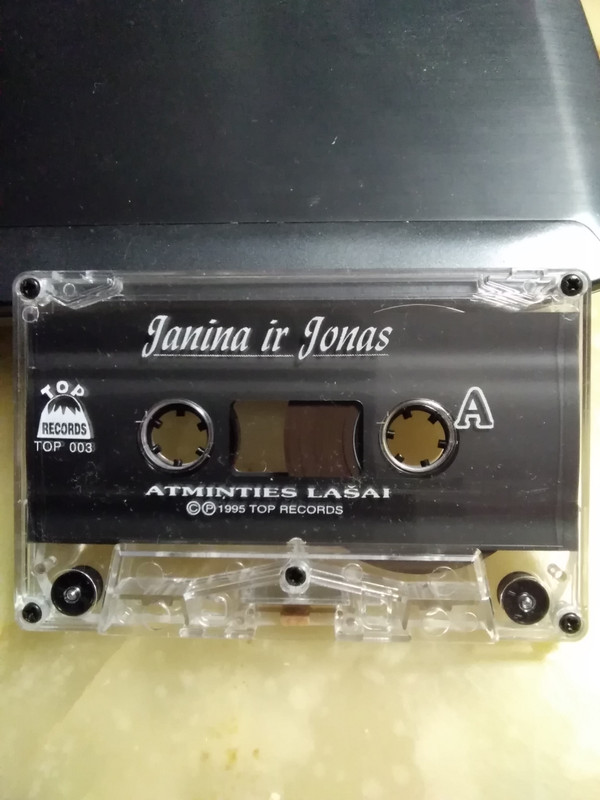 Janina ir Jonas
TOP
RECORDS
TOP 003
A
ATMINTIES LAŠAI
©℗1995 TOP RECORDS